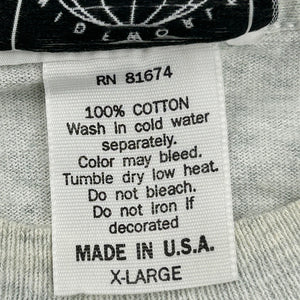 DEMOR
RN 81674
100% COTTON
Wash in cold water
separately.
Color may bleed.
Tumble dry low heat.
Do not bleach.
Do not iron if
decorated
MADE IN U.S.A.
X-LARGE